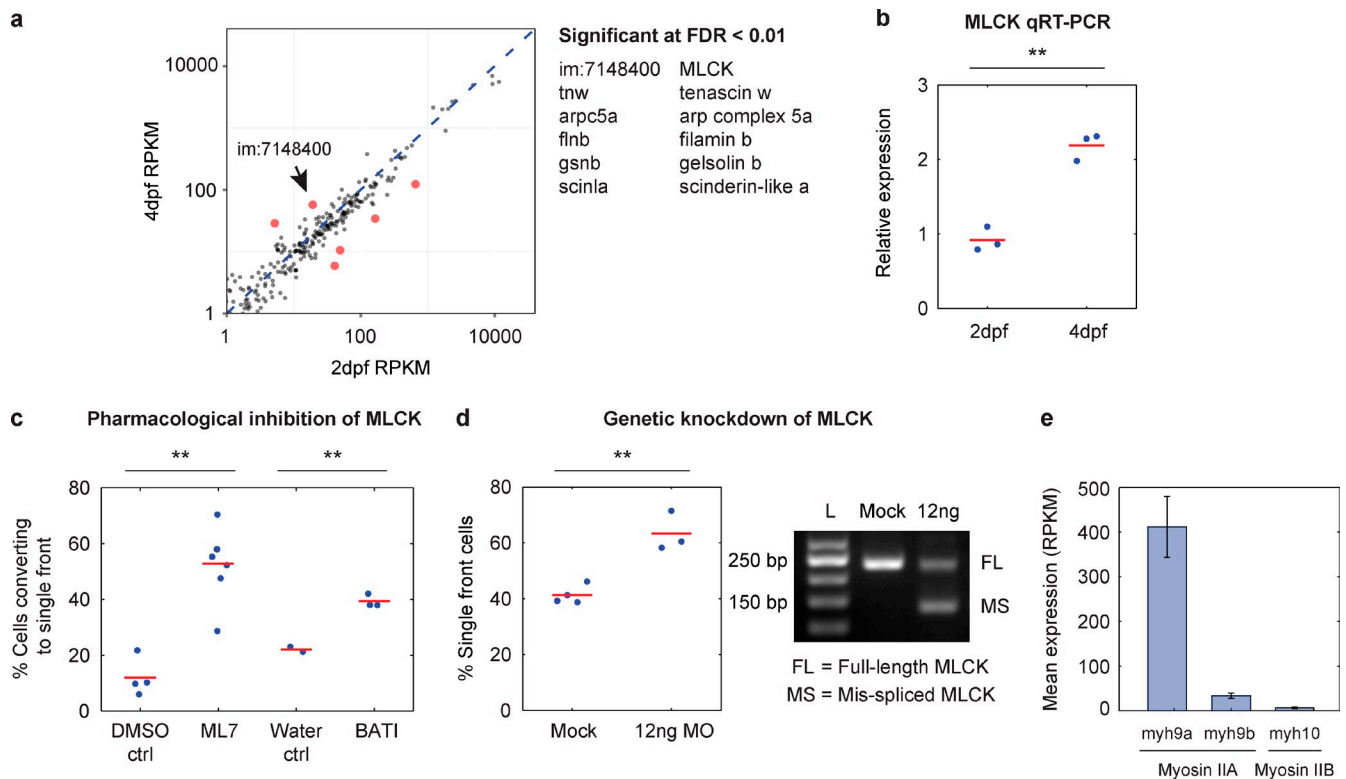 a
10000
100
1
4dpf RPKM
im:7148400
1 100 10000
2dpf RPKM
Significant at FDR < 0.01
im:7148400 MLCK
tnw tenascin w
arpc5a arp complex 5a
flnb filamin b
gsnb gelsolin b
scinla scinderin-like a
b
MLCK qRT-PCR
**
3
2
1
0
Relative expression
2dpf 4dpf
c
Pharmacological inhibition of MLCK
** **
80
60
40
20
0
% Cells converting
to single front
DMSO ML7 Water BATI
ctrl ctrl
d
Genetic knockdown of MLCK
**
80
60
40
20
0
% Single front cells
Mock 12ng MO
L Mock 12ng
250 bp FL
150 bp MS
FL = Full-length MLCK
MS = Mis-spliced MLCK
e
500
400
300
200
100
0
Mean expression (RPKM)
myh9a myh9b myh10
Myosin IIA Myosin IIB